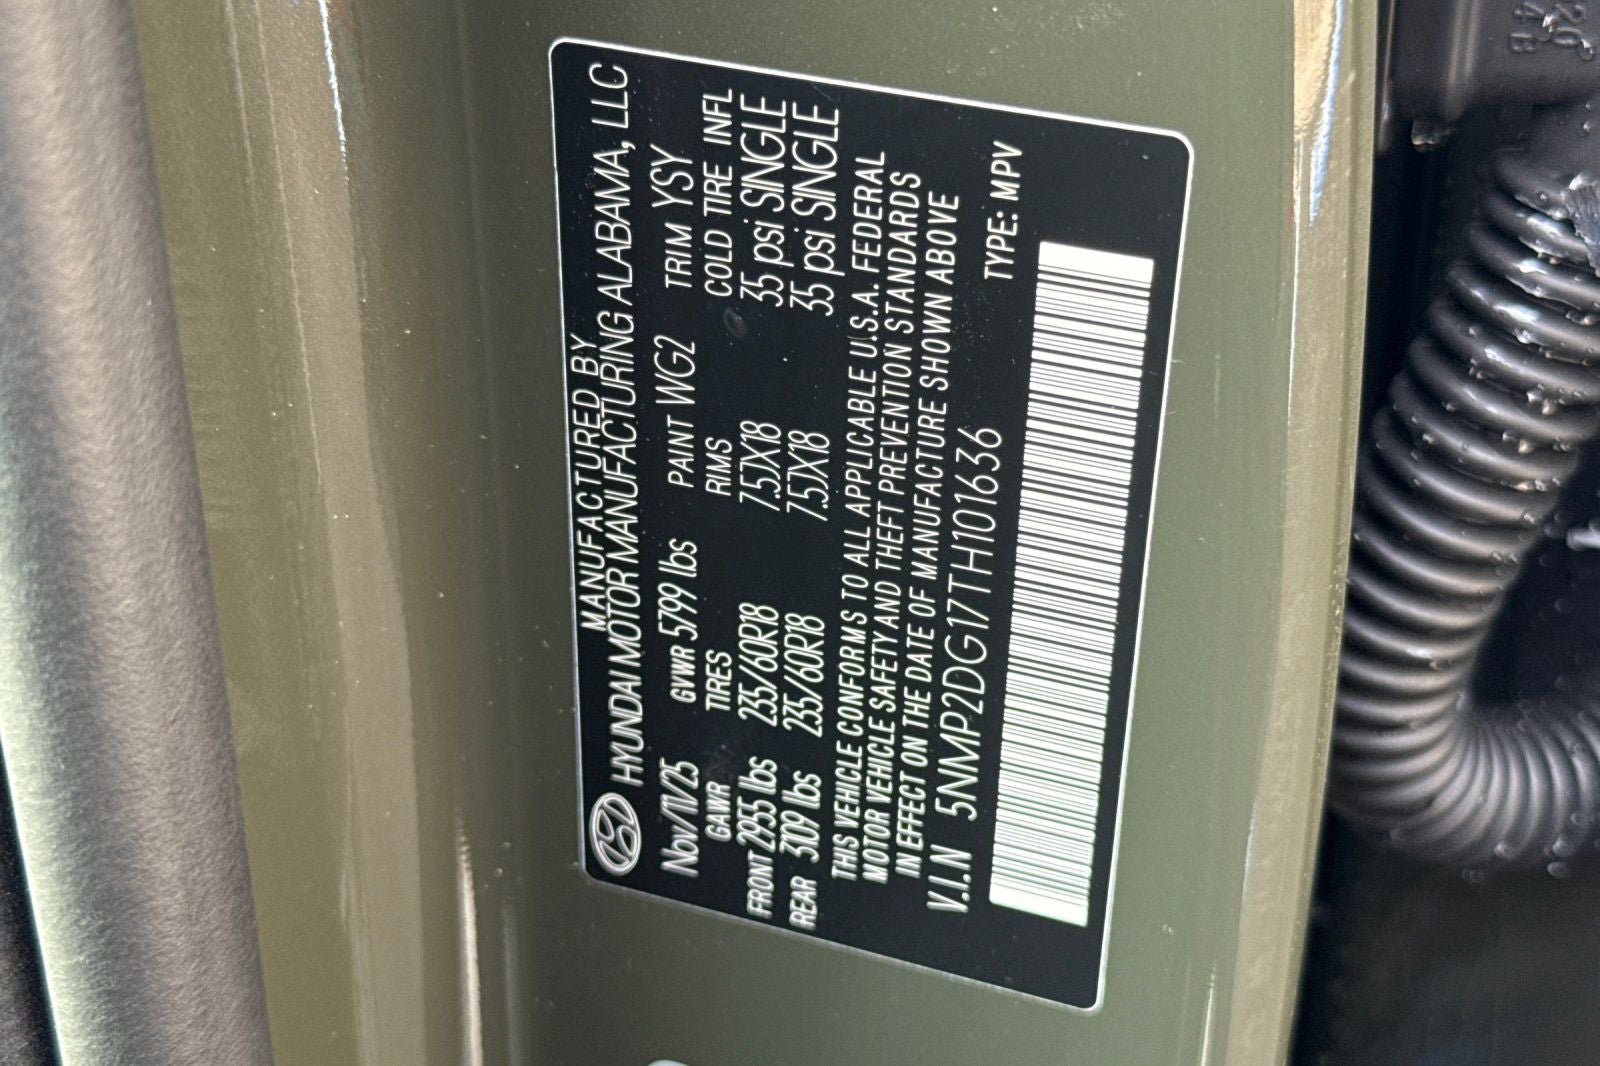 MANUFACTURED BY
HYUNDAI MOTOR MANUFACTURING ALABAMA, LLC
Nov/11/25 GVWR 5799 lbs PAINT WG2 TRIM YSY
GAWR TIRES RIMS COLD TIRE INFL
FRONT 2955 lbs 235/60R18 7.5JX18 35 psi SINGLE
REAR 3109 lbs 235/60R18 7.5JX18 35 psi SINGLE
THIS VEHICLE CONFORMS TO ALL APPLICABLE U.S.A. FEDERAL
MOTOR VEHICLE SAFETY AND THEFT PREVENTION STANDARDS
IN EFFECT ON THE DATE OF MANUFACTURE SHOWN ABOVE
V.I.N 5NMP2DG17TH101636 TYPE: MPV